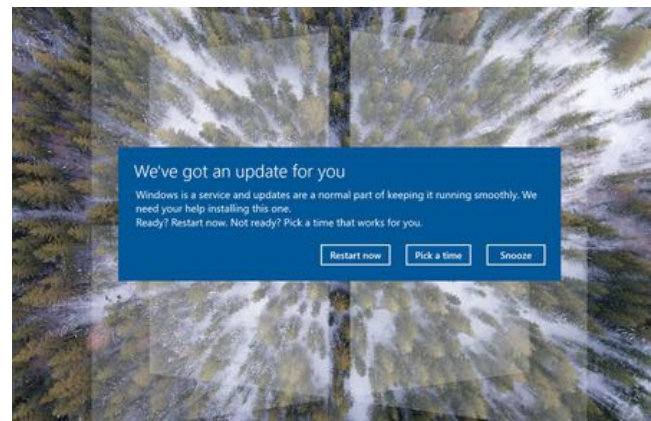 We've got an update for you
Windows is a service and updates are a normal part of keeping it running smoothly. We
need your help installing this one.
Ready? Restart now. Not ready? Pick a time that works for you.
Restart now
Pick a time
Snooze